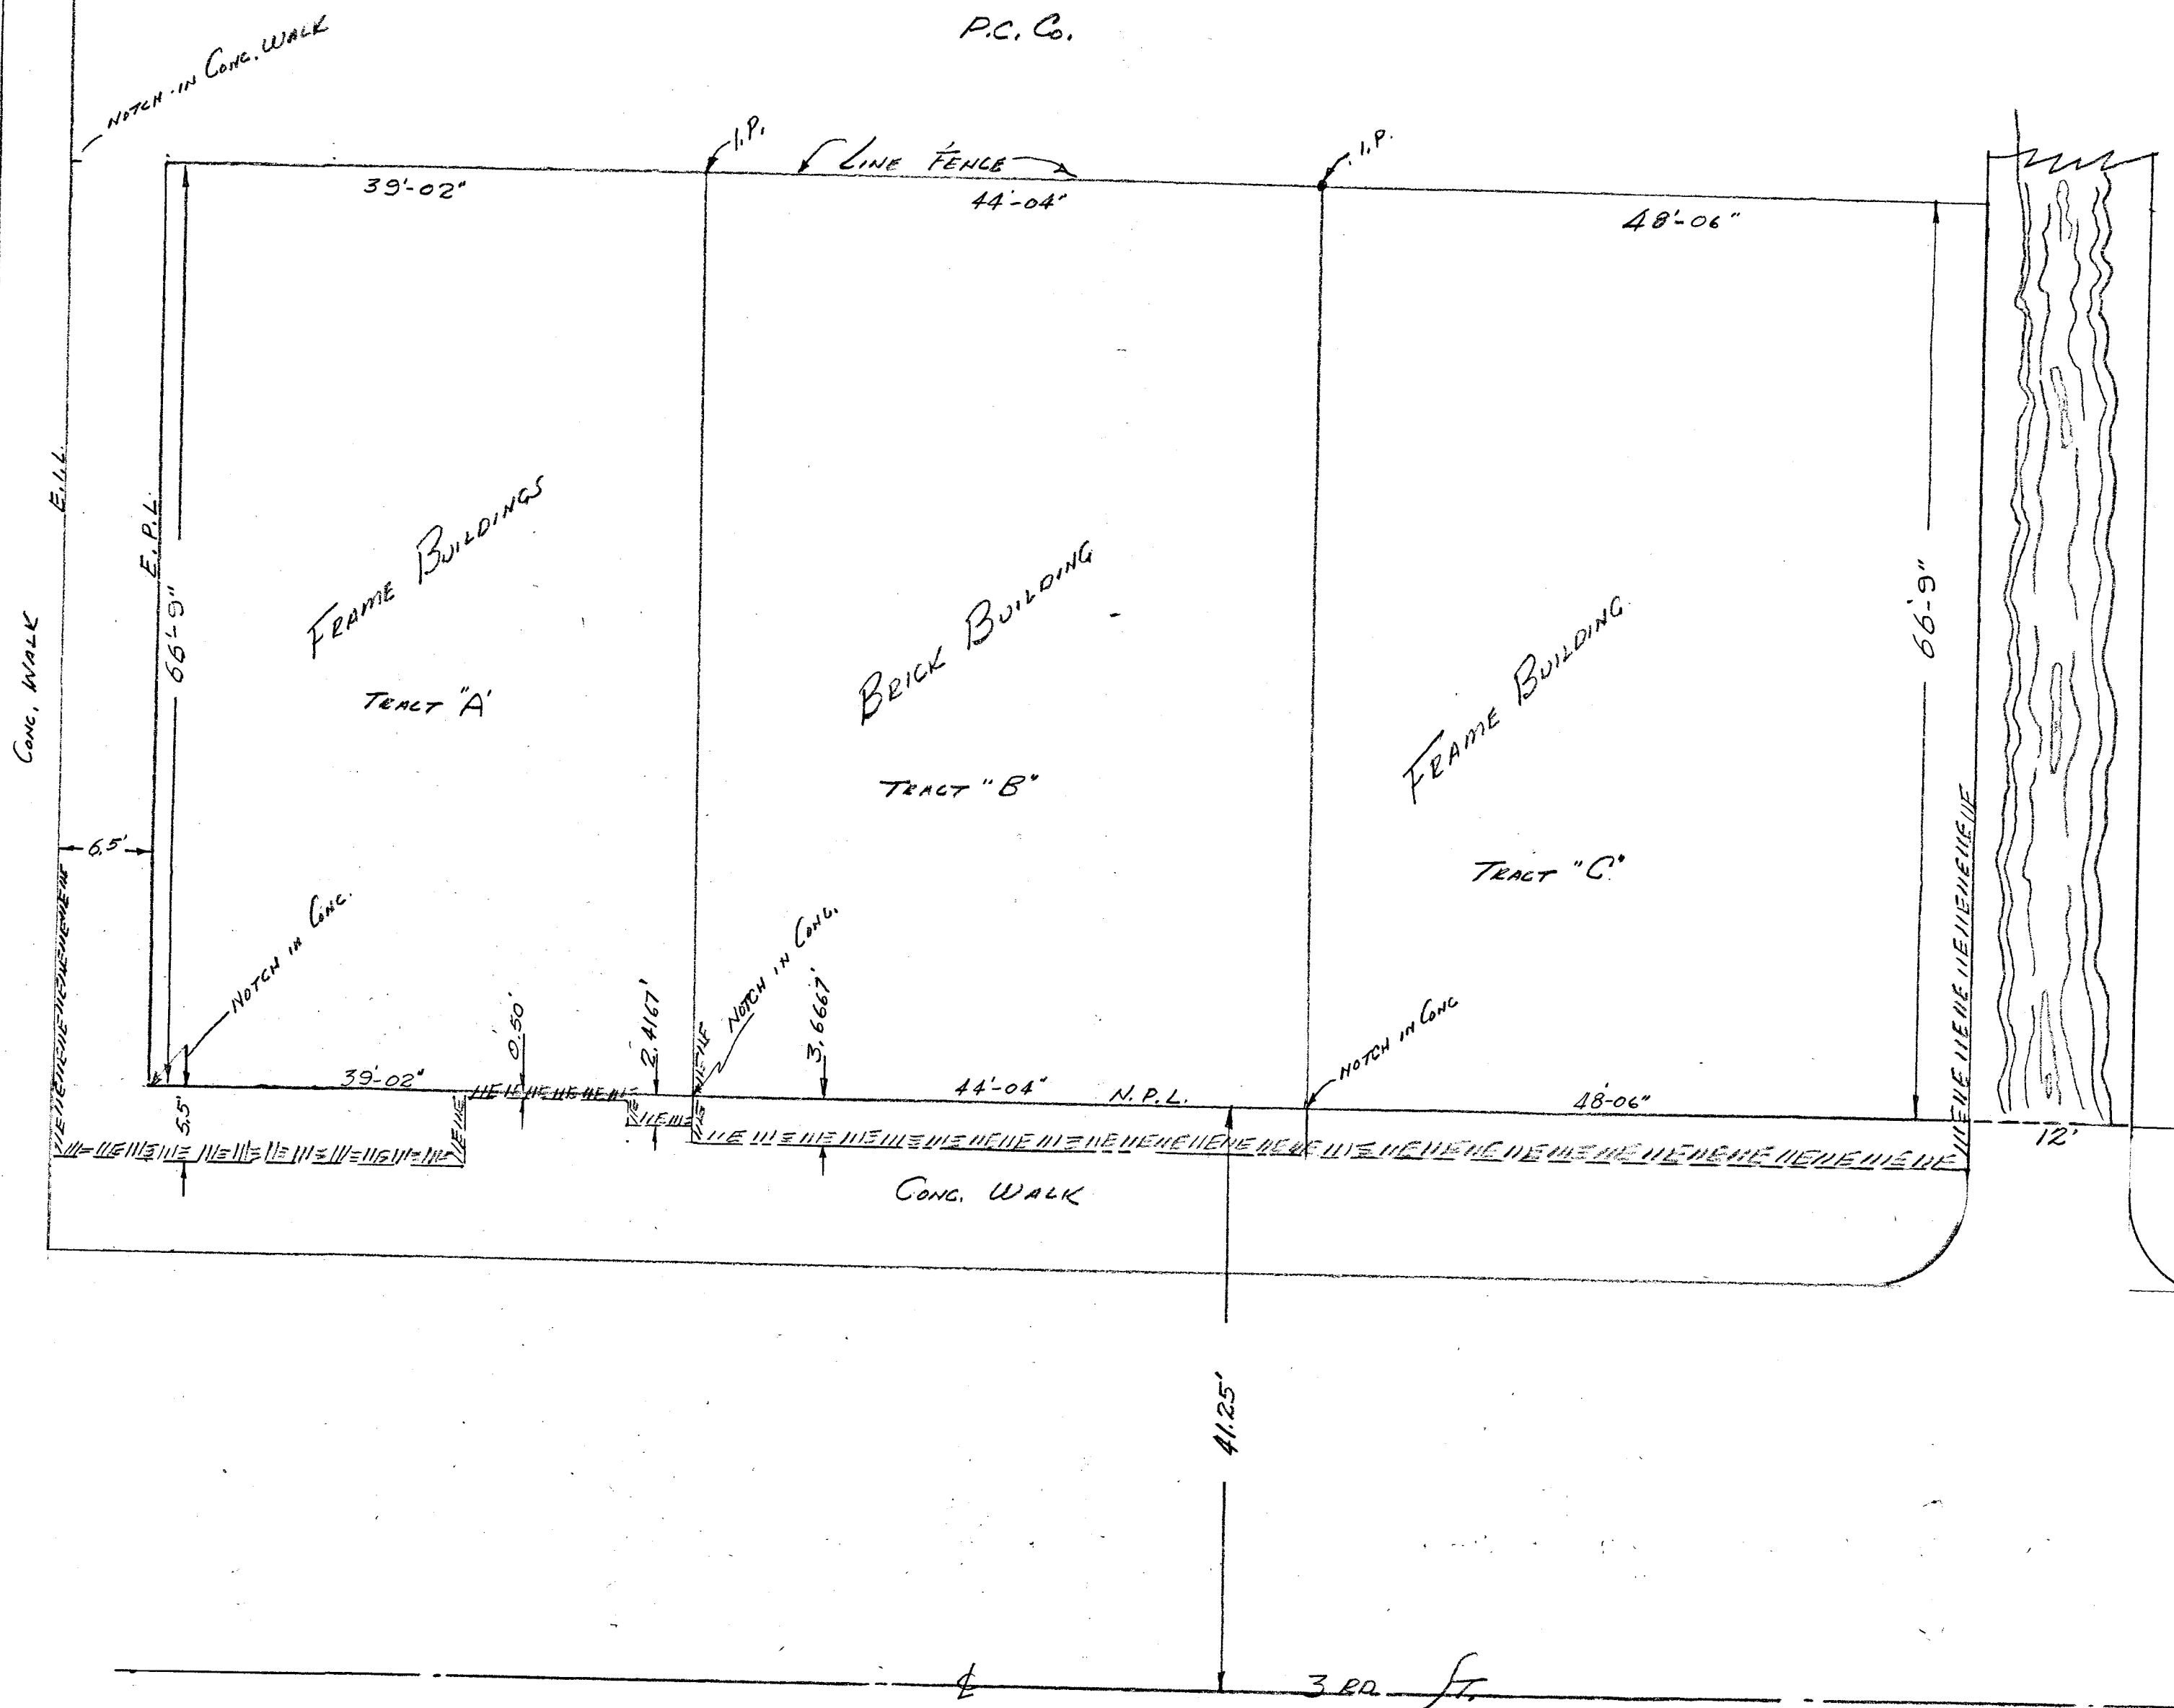 P.C. Co.
NOTCH IN CONC. WALK
I.P.
LINE FENCE
I.P.
39'-02"
44'-04"
48'-06"
E.I.L.
E.P.L.
66'-9"
FRAME BUILDINGS
TRACT "A"
BRICK BUILDING
TRACT "B"
FRAME BUILDING
TRACT "C"
66'-9"
CONC. WALK
6.5'
NOTCH IN CONC.
0.50'
2.4167'
NOTCH IN CONC.
3.6667'
NOTCH IN CONC
39'-02"
44'-04"
N.P.L.
48'-06"
12'
5.5'
CONC. WALK
41.25'
℄
3 RD. ST.